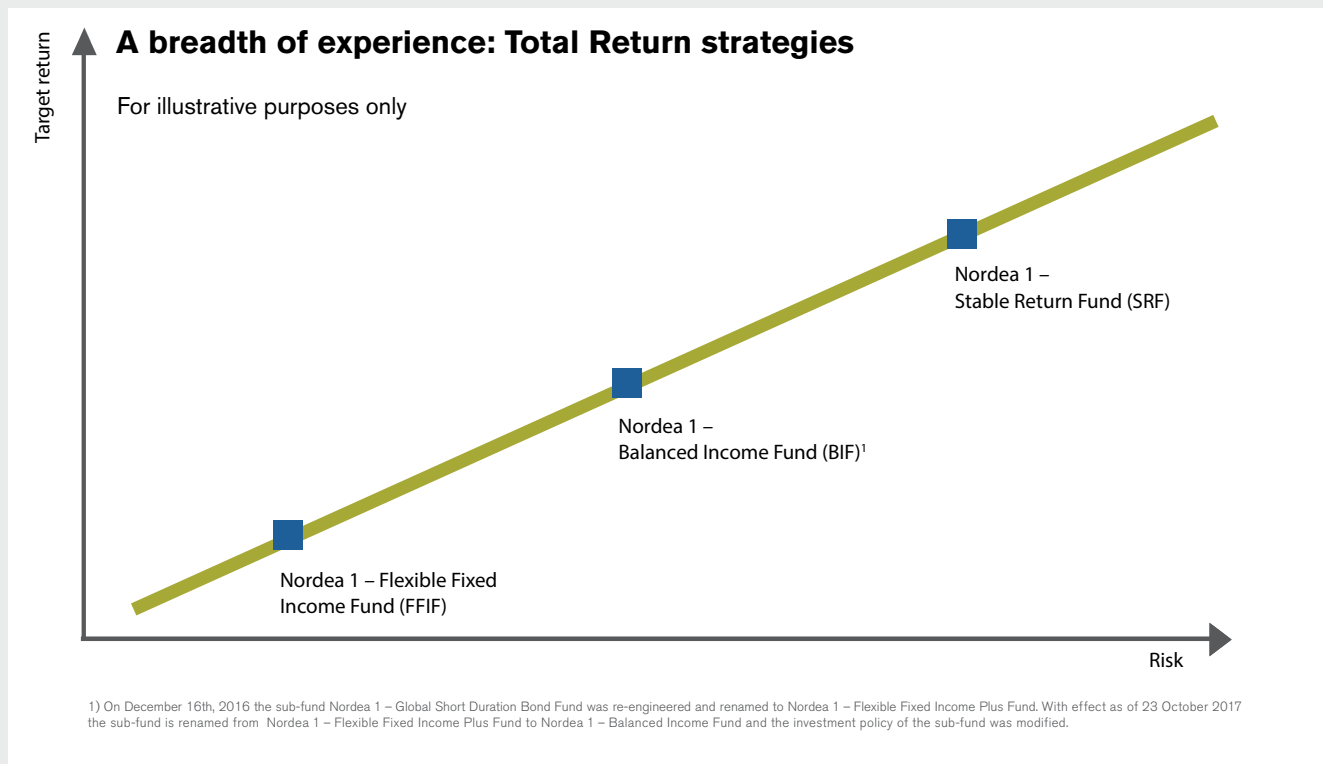 A breadth of experience: Total Return strategies
Target return
For illustrative purposes only
Nordea 1 –
Stable Return Fund (SRF)
Nordea 1 –
Balanced Income Fund (BIF)¹
Nordea 1 – Flexible Fixed
Income Fund (FFIF)
Risk
1) On December 16th, 2016 the sub-fund Nordea 1 – Global Short Duration Bond Fund was re-engineered and renamed to Nordea 1 – Flexible Fixed Income Plus Fund. With effect as of 23 October 2017
the sub-fund is renamed from Nordea 1 – Flexible Fixed Income Plus Fund to Nordea 1 – Balanced Income Fund and the investment policy of the sub-fund was modified.